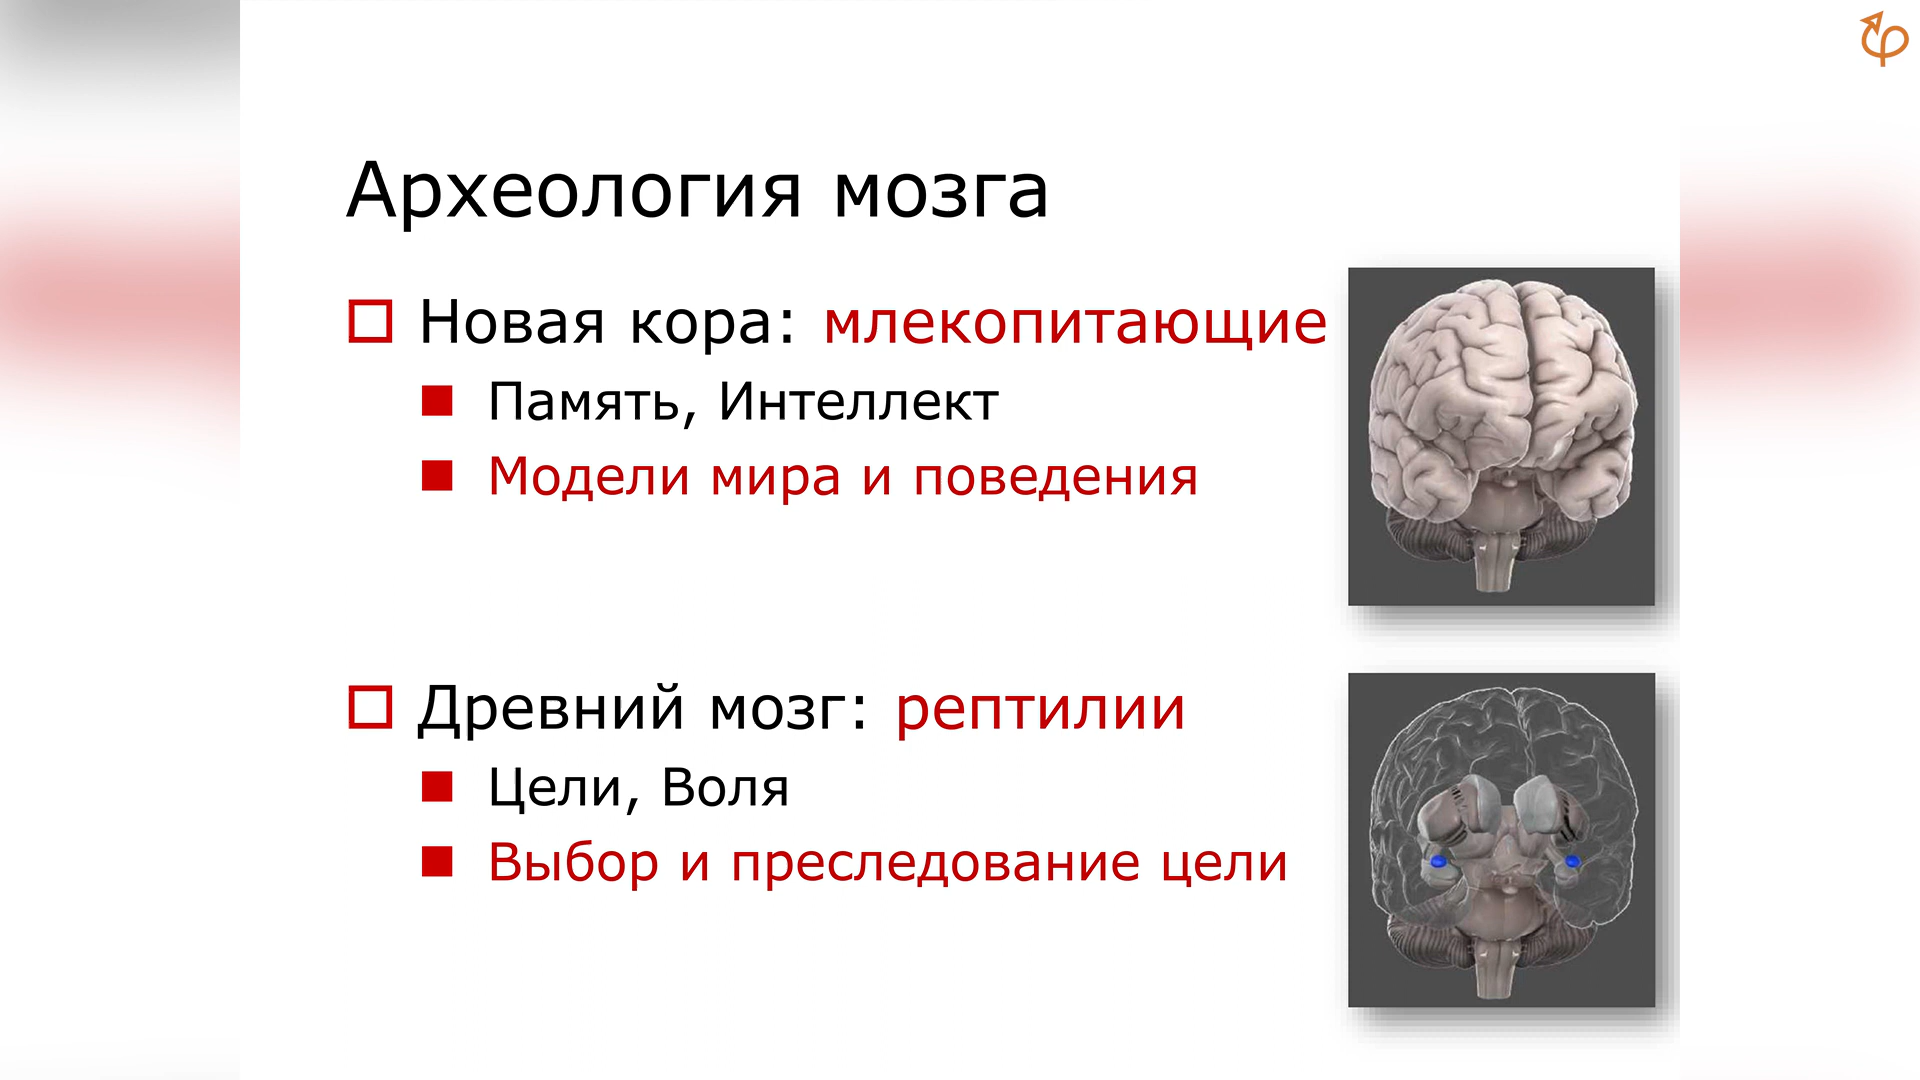 Археология мозга
Новая кора: млекопитающие
Память, Интеллект
Модели мира и поведения
Древний мозг: рептилии
Цели, Воля
Выбор и преследование цели